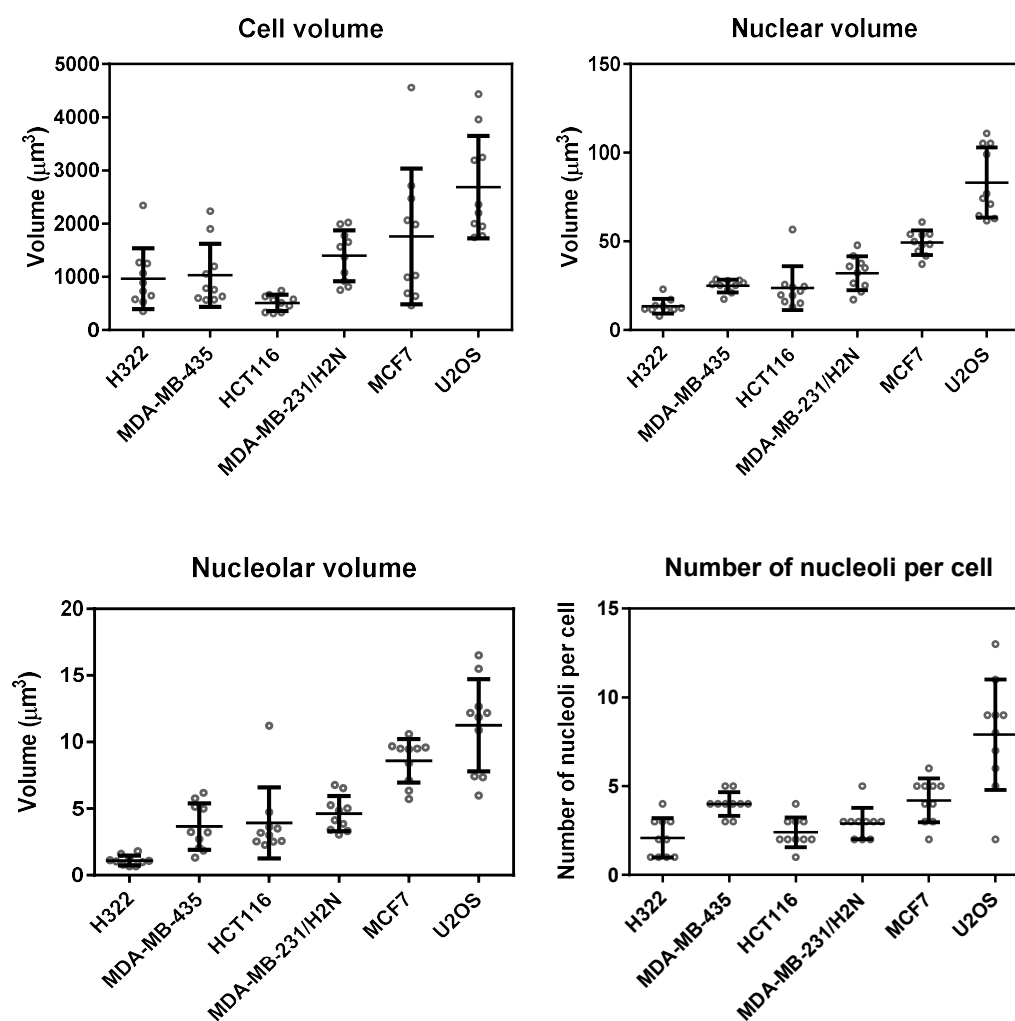 Cell volume
Volume (μm³)
5000
4000
3000
2000
1000
0
H322
MDA-MB-435
HCT116
MDA-MB-231/H2N
MCF7
U2OS
Nuclear volume
Volume (μm³)
150
100
50
0
H322
MDA-MB-435
HCT116
MDA-MB-231/H2N
MCF7
U2OS
Nucleolar volume
Volume (μm³)
20
15
10
5
0
H322
MDA-MB-435
HCT116
MDA-MB-231/H2N
MCF7
U2OS
Number of nucleoli per cell
Number of nucleoli per cell
15
10
5
0
H322
MDA-MB-435
HCT116
MDA-MB-231/H2N
MCF7
U2OS